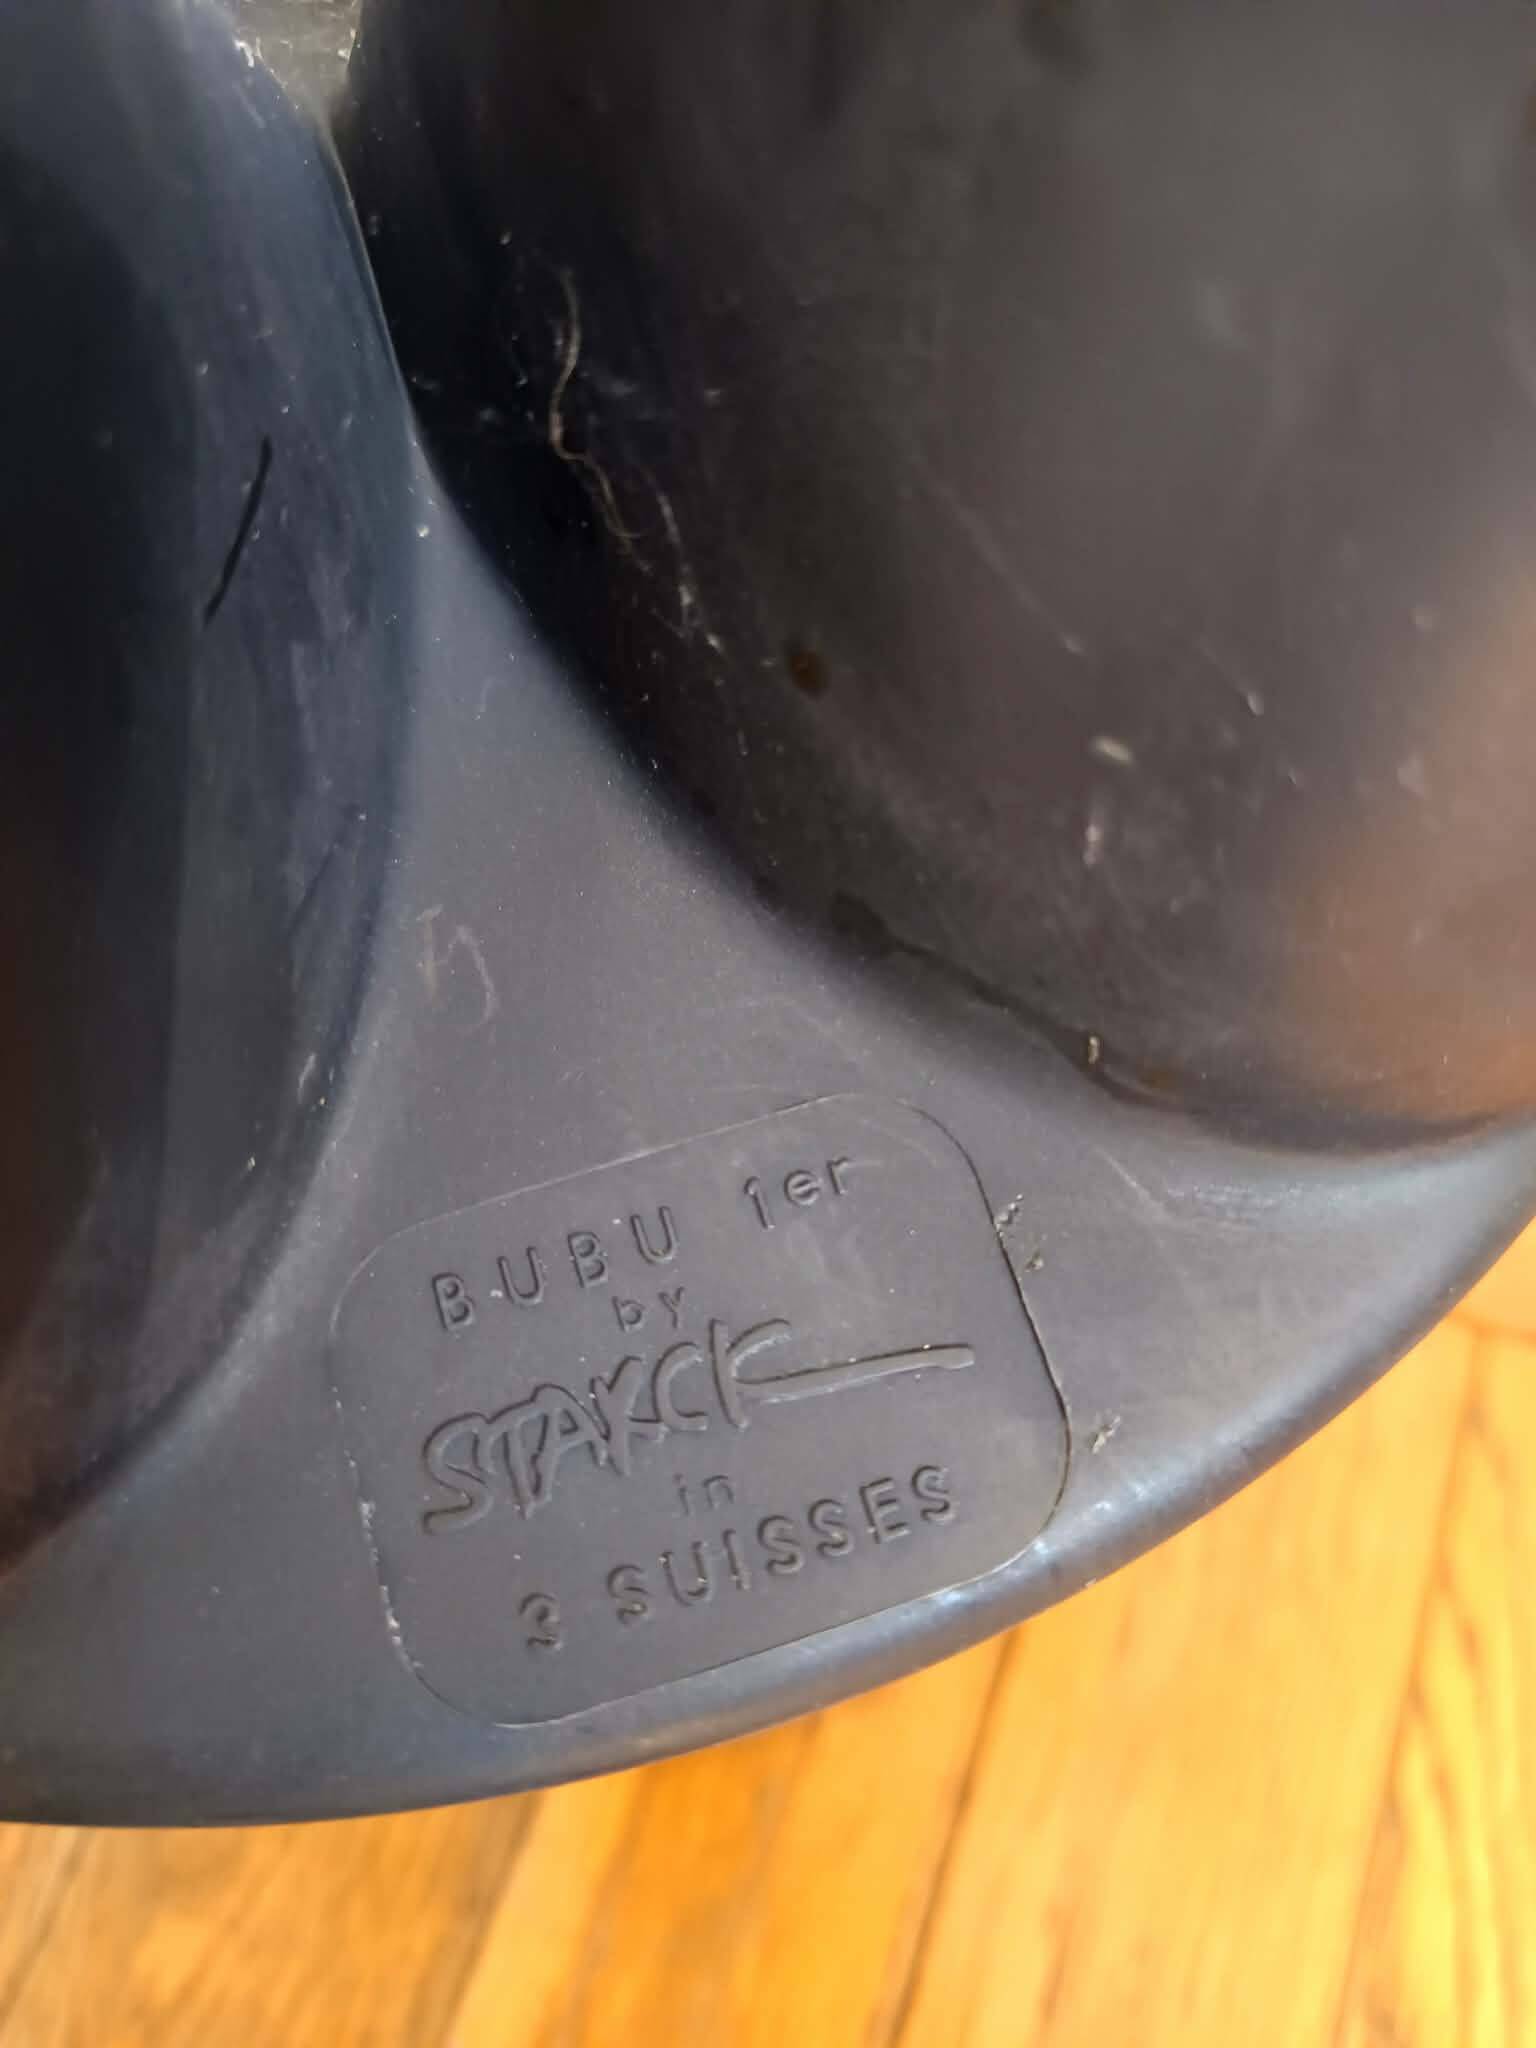 BUBU 1er
by
STARCK
in
3 SUISSES